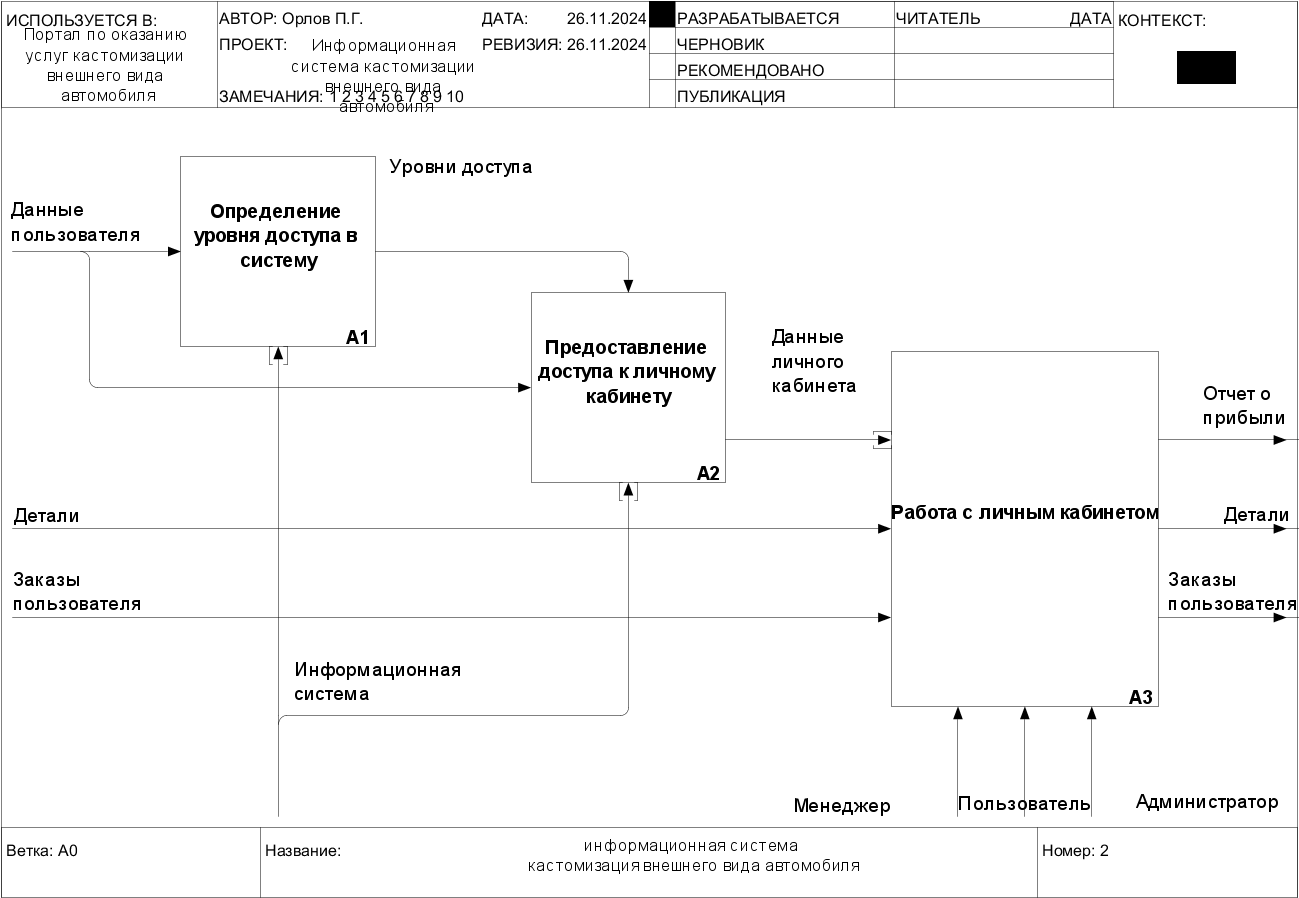 ИСПОЛЬЗУЕТСЯ В:
Портал по оказанию
услуг кастомизации
внешнего вида
автомобиля
АВТОР: Орлов П.Г.
ДАТА: 26.11.2024
ПРОЕКТ: Информационная
система кастомизации
внешнего вида
автомобиля
РЕВИЗИЯ: 26.11.2024
ЗАМЕЧАНИЯ: 1 2 3 4 5 6 7 8 9 10
РАЗРАБАТЫВАЕТСЯ
ЧЕРНОВИК
РЕКОМЕНДОВАНО
ПУБЛИКАЦИЯ
ЧИТАТЕЛЬ ДАТА
КОНТЕКСТ:
Уровни доступа
Данные
пользователя
Определение
уровня доступа в
систему
A1
Предоставление
доступа к личному
кабинету
A2
Данные
личного
кабинета
Отчет о
прибыли
Работа с личным кабинетом
A3
Детали
Детали
Заказы
пользователя
Заказы
пользователя
Информационная
система
Менеджер
Пользователь
Администратор
Ветка: A0
Название:
информационная система
кастомизация внешнего вида автомобиля
Номер: 2